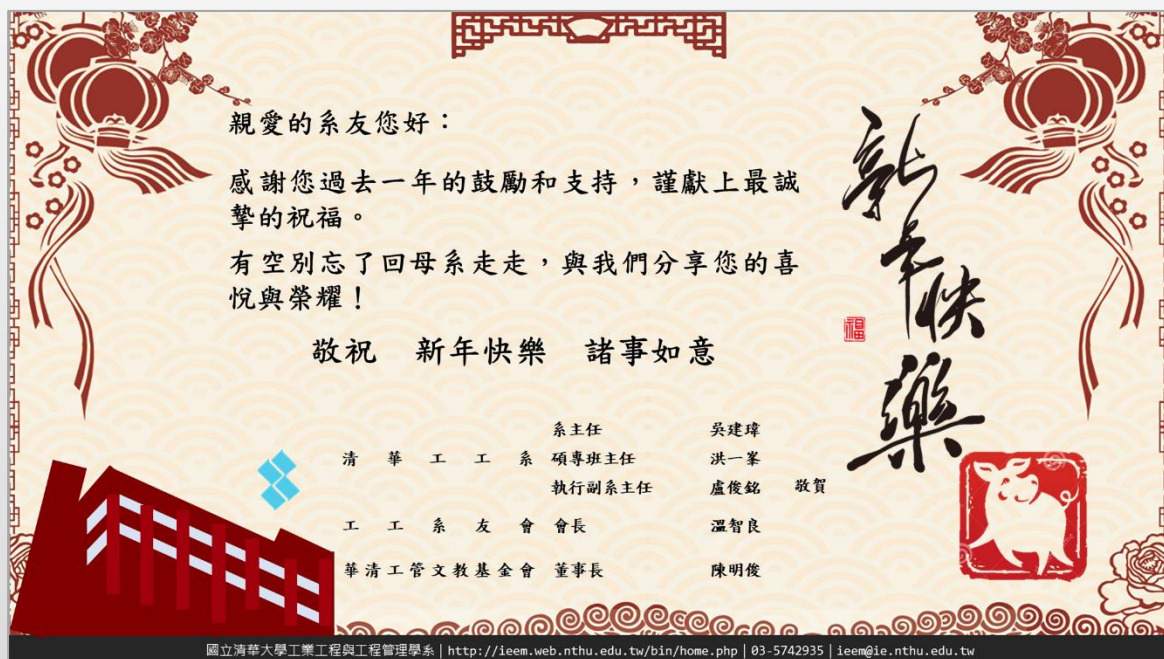 親愛的系友您好：
感謝您過去一年的鼓勵和支持，謹獻上最誠
摯的祝福。
有空別忘了回母系走走，與我們分享您的喜
悅與榮耀！
敬祝　新年快樂　諸事如意
新年快樂
福
系主任　吳建瑋
清華工工系　碩專班主任　洪一峯
執行副系主任　盧俊銘　敬賀
工工系友會　會長　溫智良
華清工管文教基金會　董事長　陳明俊
國立清華大學工業工程與工程管理學系 | http://ieem.web.nthu.edu.tw/bin/home.php | 03-5742935 | ieem@ie.nthu.edu.tw